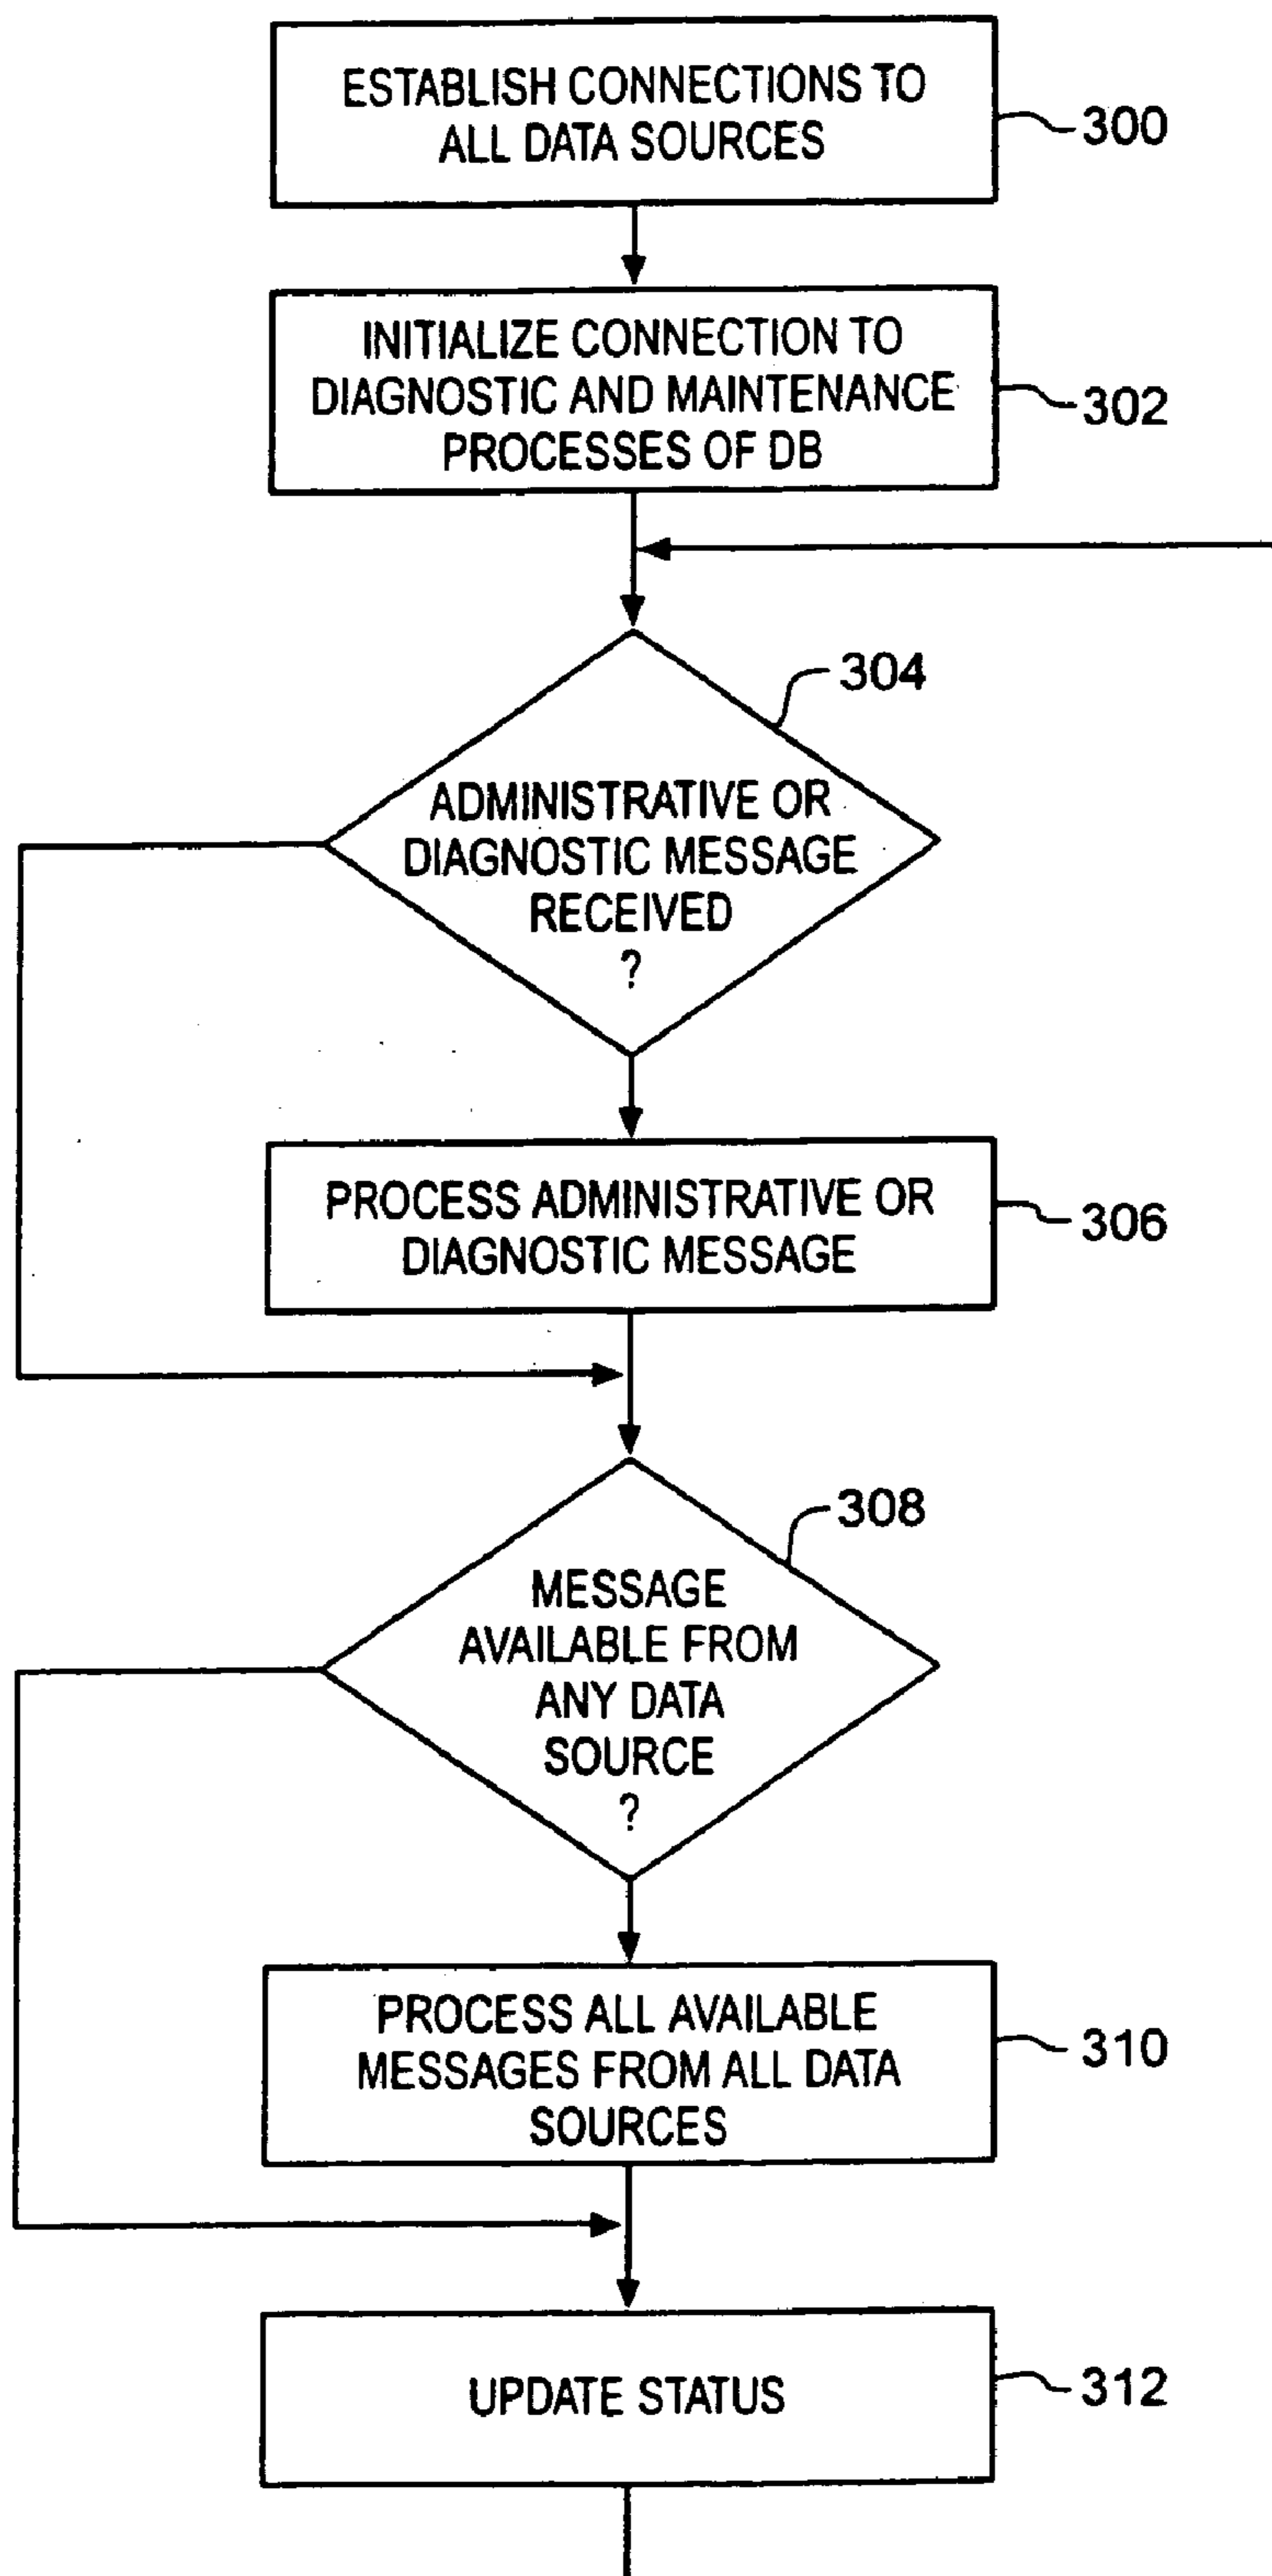 ESTABLISH CONNECTIONS TO
ALL DATA SOURCES
300
INITIALIZE CONNECTION TO
DIAGNOSTIC AND MAINTENANCE
PROCESSES OF DB
302
304
ADMINISTRATIVE OR
DIAGNOSTIC MESSAGE
RECEIVED
?
PROCESS ADMINISTRATIVE OR
DIAGNOSTIC MESSAGE
306
308
MESSAGE
AVAILABLE FROM
ANY DATA
SOURCE
?
PROCESS ALL AVAILABLE
MESSAGES FROM ALL DATA
SOURCES
310
UPDATE STATUS
312